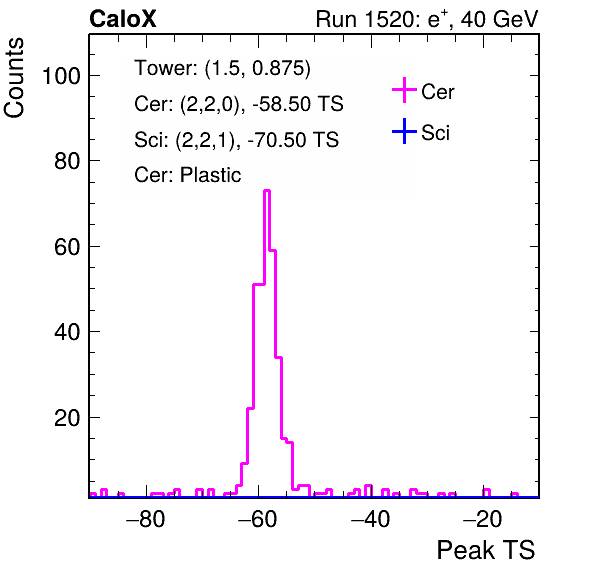 CaloX Run 1520: e⁺, 40 GeV
Counts
Tower: (1.5, 0.875)
Cer: (2,2,0), -58.50 TS
Sci: (2,2,1), -70.50 TS
Cer: Plastic
Cer
Sci
100
80
60
40
20
−80 −60 −40 −20
Peak TS